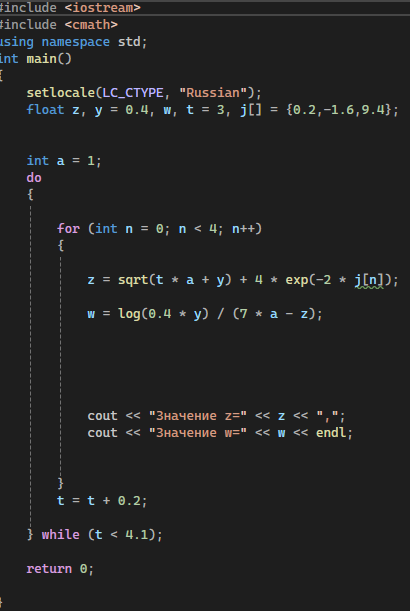 #include <iostream>
#include <cmath>
using namespace std;
int main()
{
setlocale(LC_CTYPE, "Russian");
float z, y = 0.4, w, t = 3, j[] = {0.2,-1.6,9.4};
int a = 1;
do
{
for (int n = 0; n < 4; n++)
{
z = sqrt(t * a + y) + 4 * exp(-2 * j[n]);
w = log(0.4 * y) / (7 * a - z);
cout << "Значение z=" << z << ",";
cout << "Значение w=" << w << endl;
}
t = t + 0.2;
} while (t < 4.1);
return 0;
}